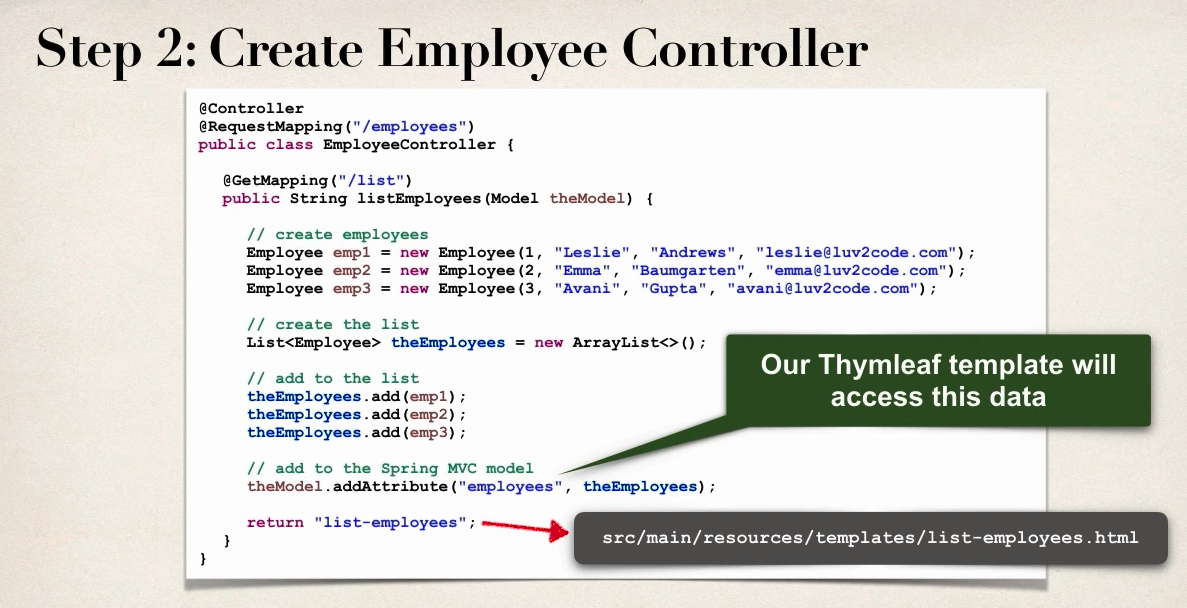 Step 2: Create Employee Controller
@Controller
@RequestMapping("/employees")
public class EmployeeController {
@GetMapping("/list")
public String listEmployees(Model theModel) {
// create employees
Employee emp1 = new Employee(1, "Leslie", "Andrews", "leslie@luv2code.com");
Employee emp2 = new Employee(2, "Emma", "Baumgarten", "emma@luv2code.com");
Employee emp3 = new Employee(3, "Avani", "Gupta", "avani@luv2code.com");
// create the list
List<Employee> theEmployees = new ArrayList<>();
// add to the list
theEmployees.add(emp1);
theEmployees.add(emp2);
theEmployees.add(emp3);
// add to the Spring MVC model
theModel.addAttribute("employees", theEmployees);
return "list-employees";
}
}
Our Thymleaf template will
access this data
src/main/resources/templates/list-employees.html